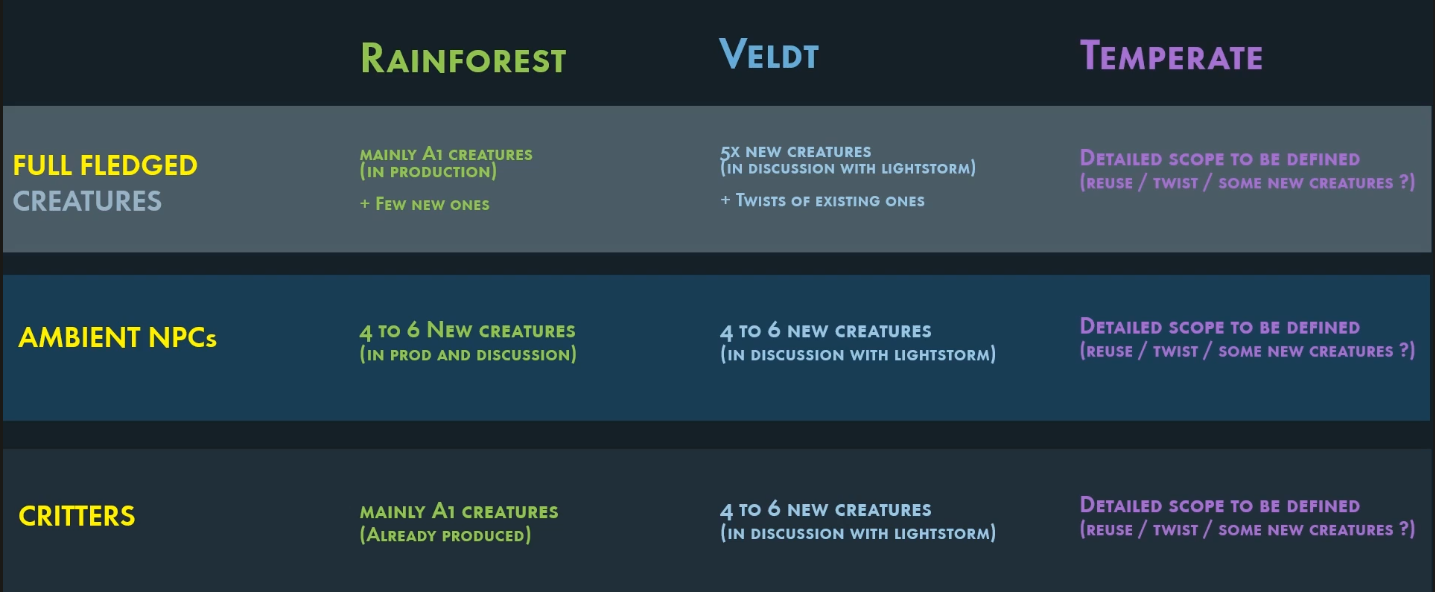 Rainforest Veldt Temperate
FULL FLEDGED
CREATURES
mainly A1 creatures
(in production)
+ Few new ones
5x new creatures
(in discussion with lightstorm)
+ Twists of existing ones
Detailed scope to be defined
(reuse / twist / some new creatures ?)
AMBIENT NPCs
4 to 6 New creatures
(in prod and discussion)
4 to 6 new creatures
(in discussion with lightstorm)
Detailed scope to be defined
(reuse / twist / some new creatures ?)
CRITTERS
mainly A1 creatures
(Already produced)
4 to 6 new creatures
(in discussion with lightstorm)
Detailed scope to be defined
(reuse / twist / some new creatures ?)